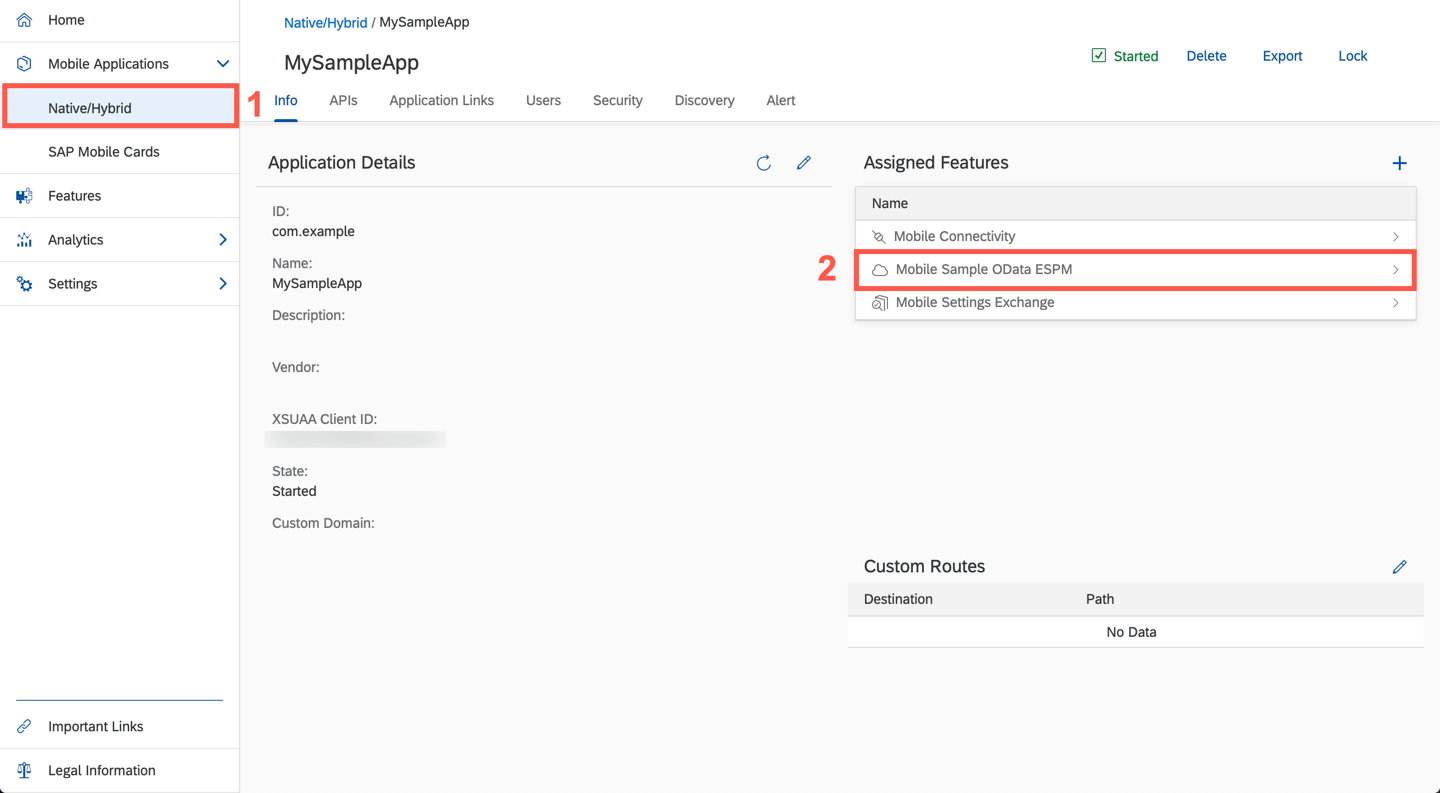 Home
Mobile Applications
Native/Hybrid
SAP Mobile Cards
Features
Analytics
Settings
Important Links
Legal Information
1
Native/Hybrid / MySampleApp
MySampleApp
Started Delete Export Lock
Info APIs Application Links Users Security Discovery Alert
Application Details
ID:
com.example
Name:
MySampleApp
Description:
Vendor:
XSUAA Client ID:
State:
Started
Custom Domain:
Assigned Features
Name
Mobile Connectivity
2
Mobile Sample OData ESPM
Mobile Settings Exchange
Custom Routes
Destination Path
No Data